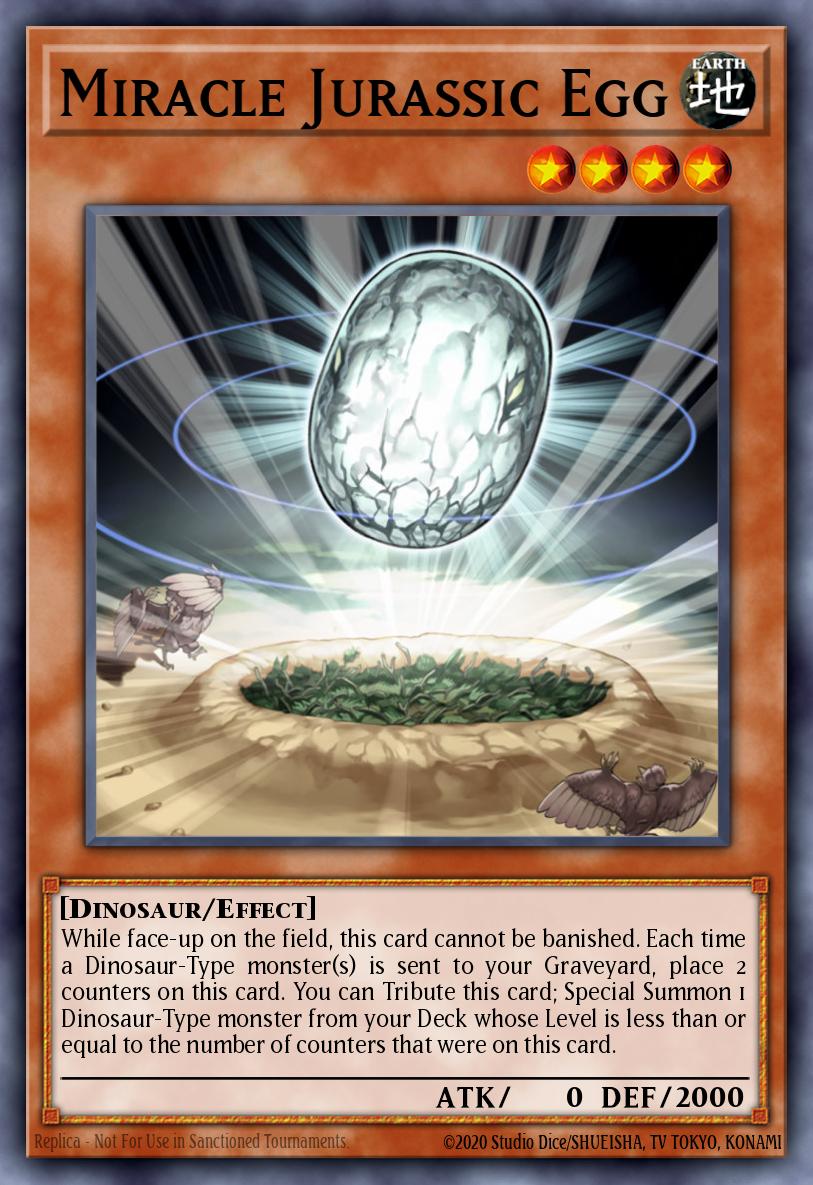 Miracle Jurassic Egg
EARTH
地
[Dinosaur/Effect]
While face-up on the field, this card cannot be banished. Each time
a Dinosaur-Type monster(s) is sent to your Graveyard, place 2
counters on this card. You can Tribute this card; Special Summon 1
Dinosaur-Type monster from your Deck whose Level is less than or
equal to the number of counters that were on this card.
ATK/ 0 DEF/2000
Replica - Not For Use in Sanctioned Tournaments.
©2020 Studio Dice/SHUEISHA, TV TOKYO, KONAMI